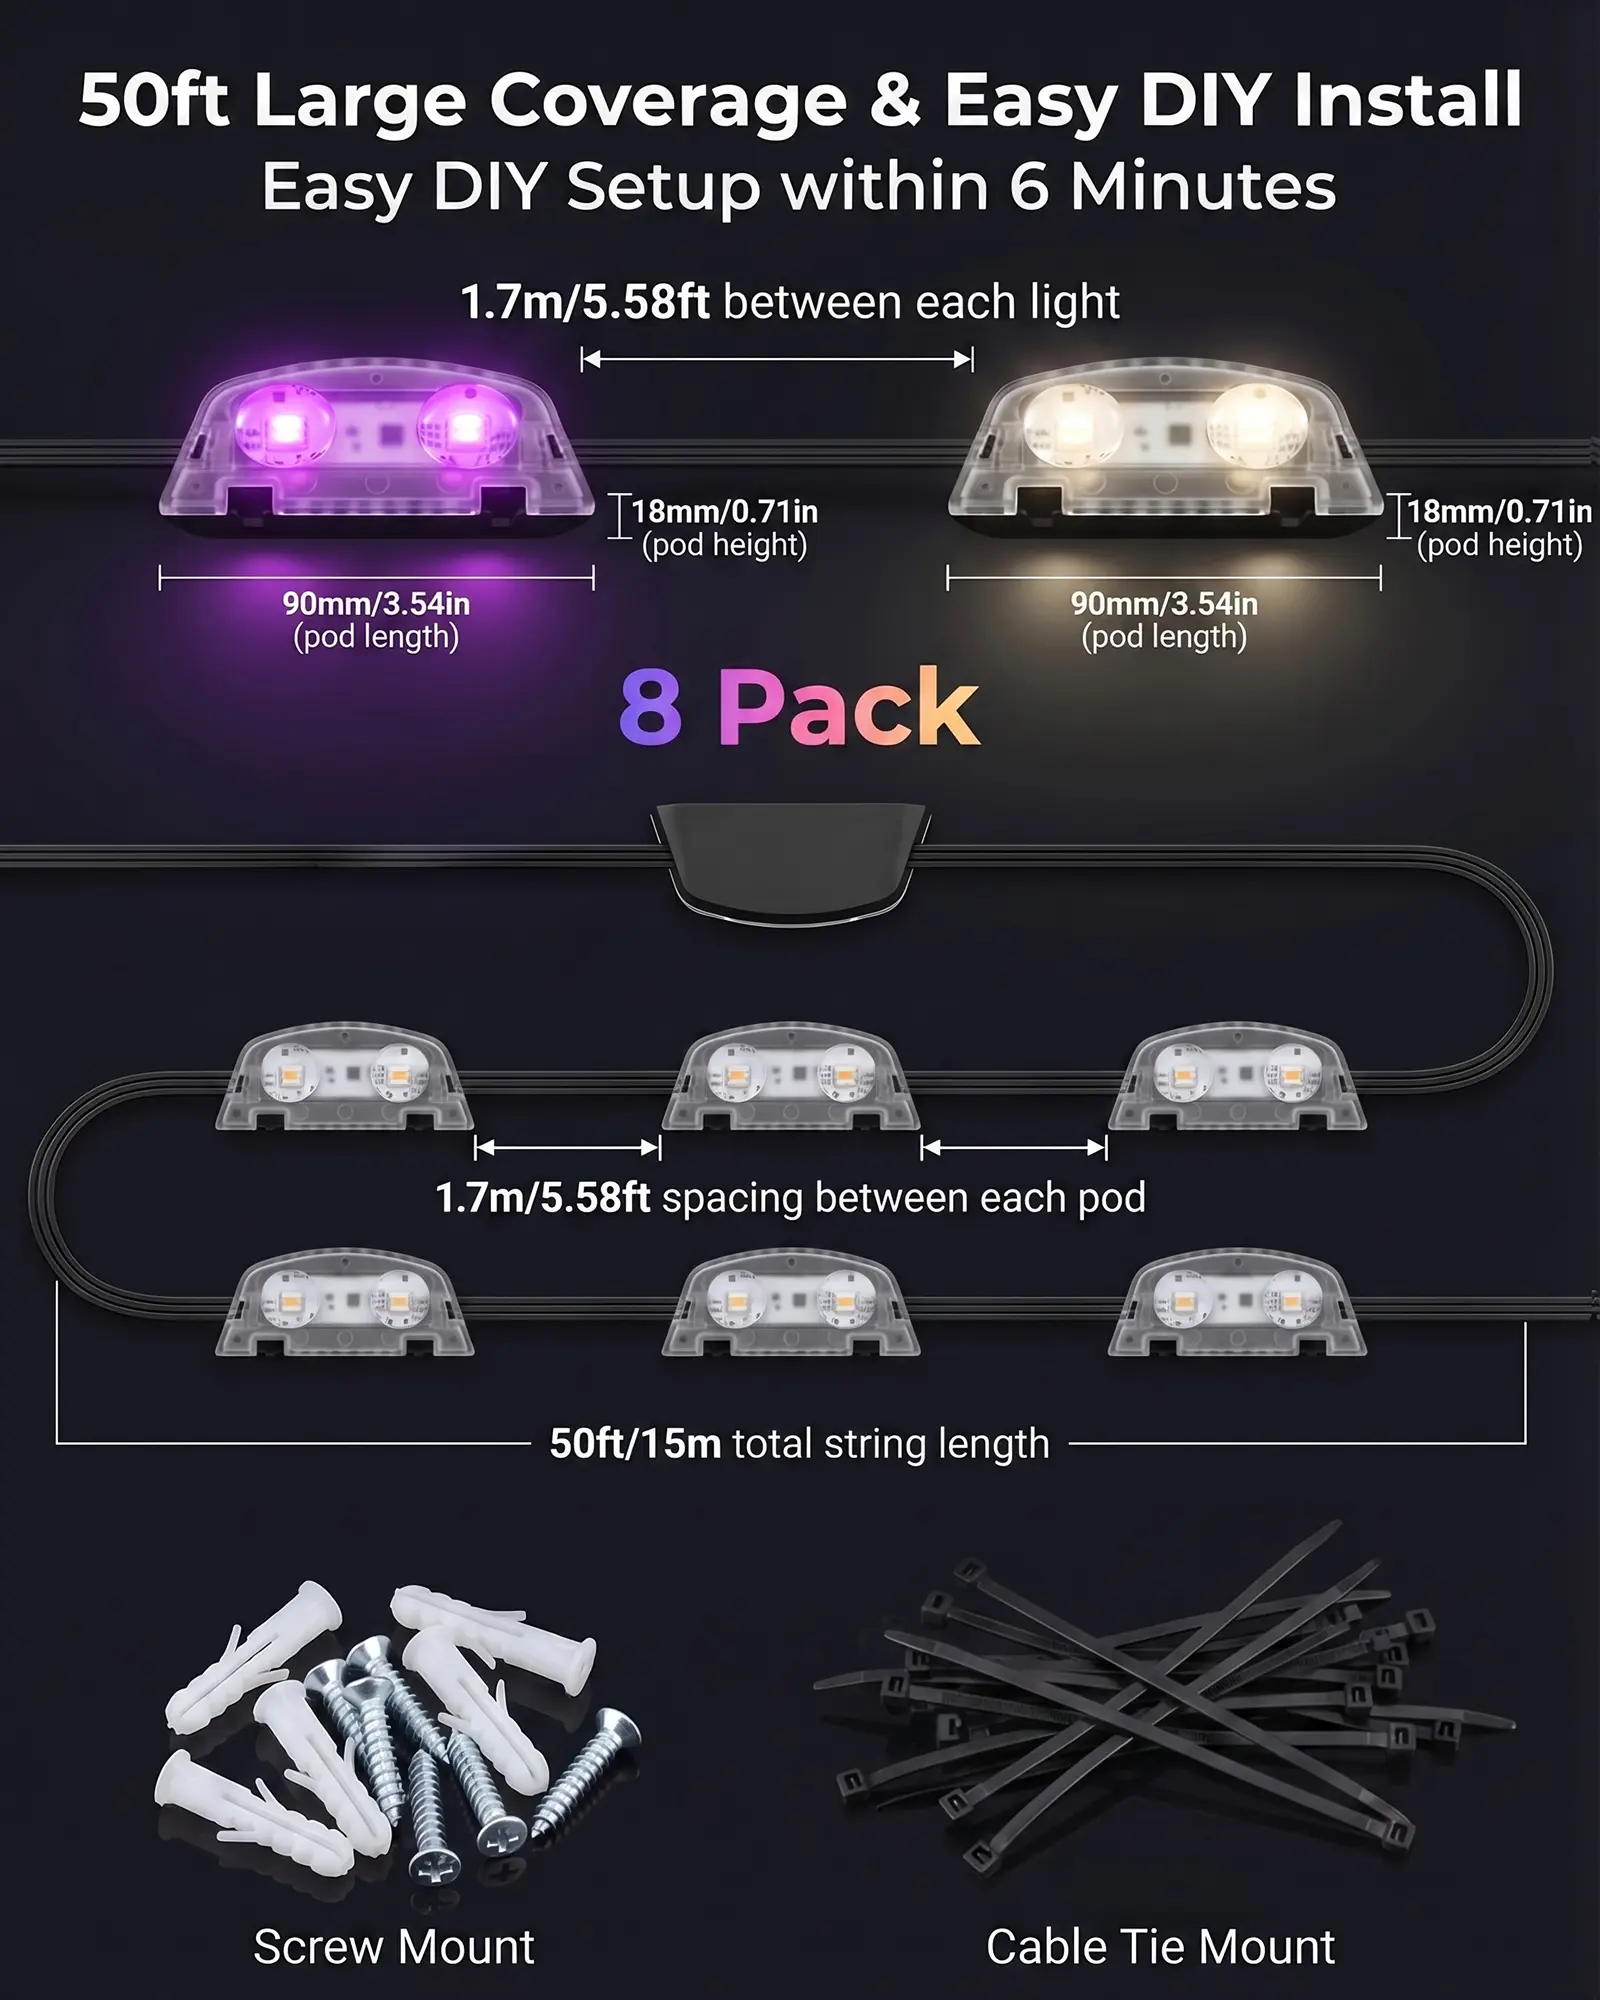 50ft Large Coverage & Easy DIY Install
Easy DIY Setup within 6 Minutes
1.7m/5.58ft between each light
18mm/0.71in
(pod height)
18mm/0.71in
(pod height)
90mm/3.54in
(pod length)
90mm/3.54in
(pod length)
8 Pack
1.7m/5.58ft spacing between each pod
50ft/15m total string length
Screw Mount
Cable Tie Mount